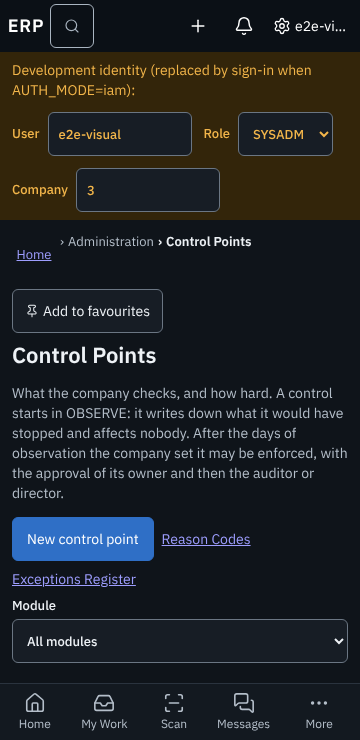 ERP
e2e-vi...
Development identity (replaced by sign-in when
AUTH_MODE=iam):
User e2e-visual Role SYSADM
Company 3
Home › Administration › Control Points
Add to favourites
Control Points
What the company checks, and how hard. A control
starts in OBSERVE: it writes down what it would have
stopped and affects nobody. After the days of
observation the company set it may be enforced, with
the approval of its owner and then the auditor or
director.
New control point Reason Codes
Exceptions Register
Module
All modules
Home My Work Scan Messages More